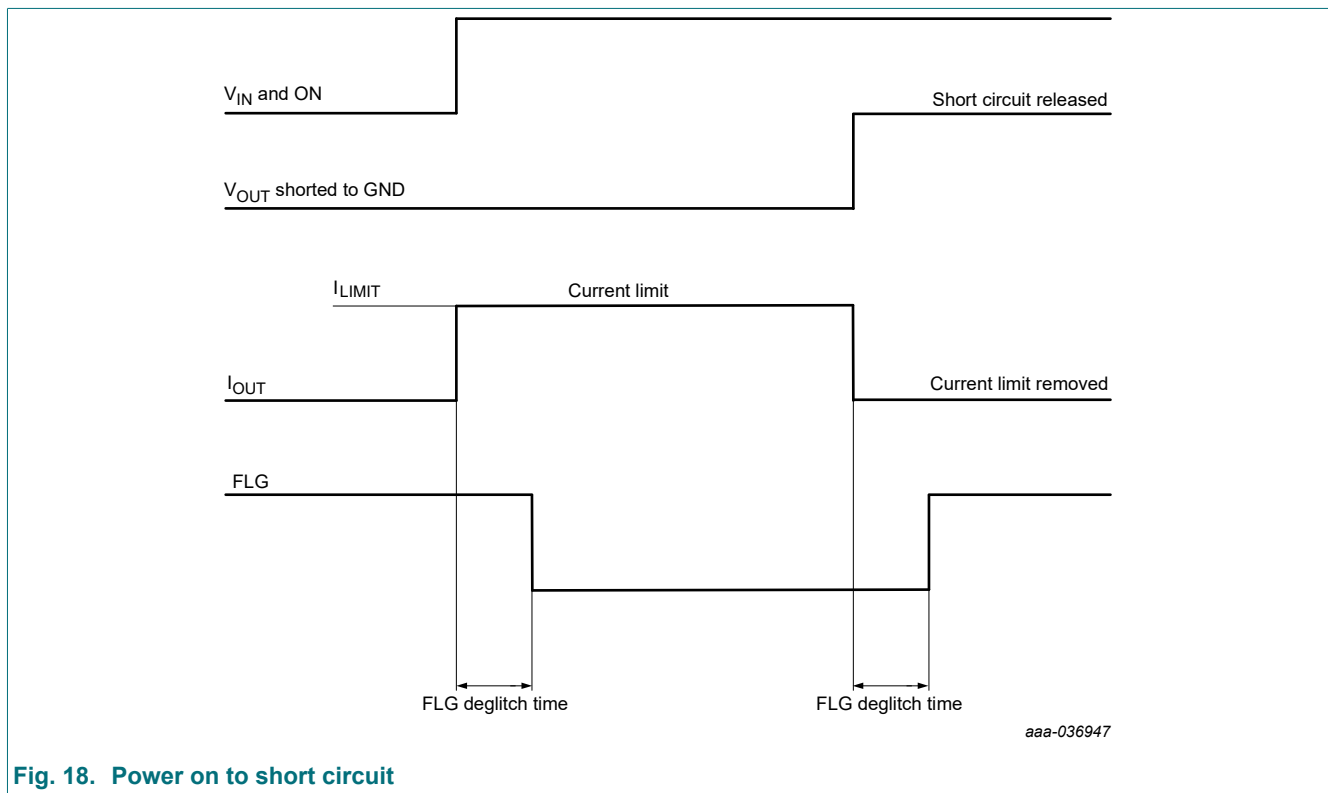 V_IN and ON
Short circuit released
V_OUT shorted to GND
I_LIMIT
Current limit
I_OUT
Current limit removed
FLG
FLG deglitch time
FLG deglitch time
aaa-036947
Fig. 18. Power on to short circuit